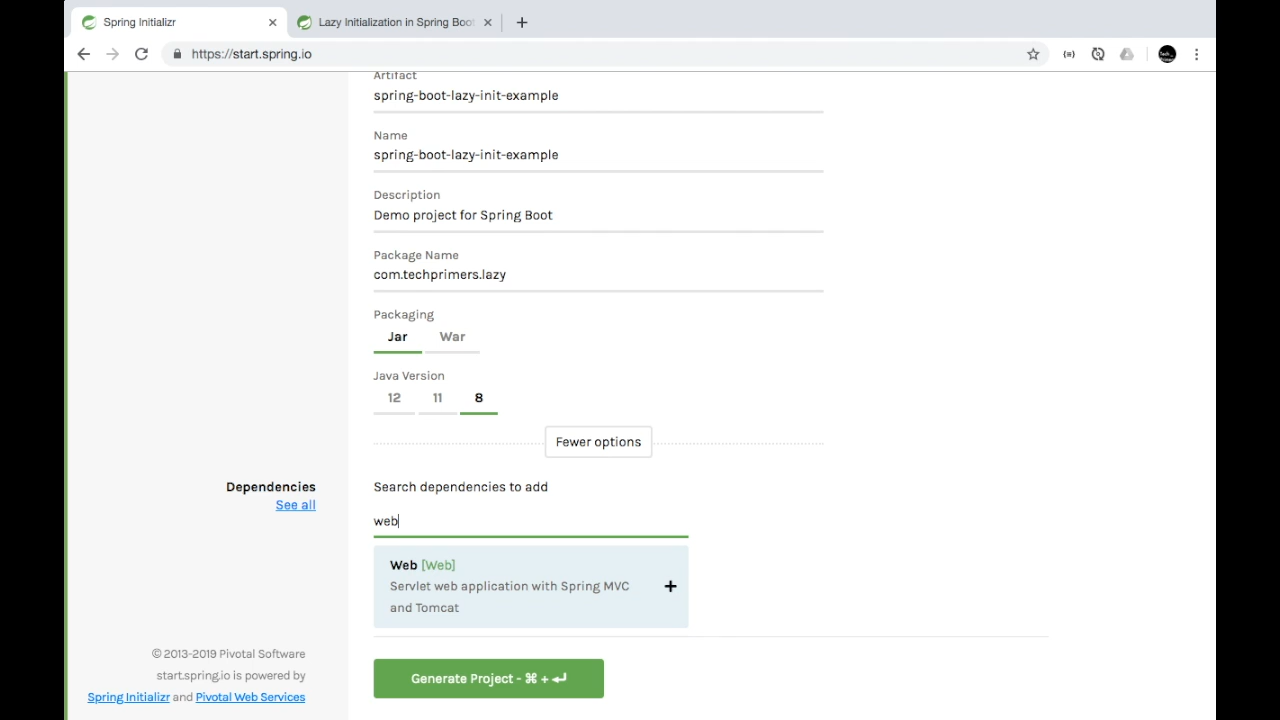 Spring Initializr
Lazy Initialization in Spring Boot
https://start.spring.io
Artifact
spring-boot-lazy-init-example
Name
spring-boot-lazy-init-example
Description
Demo project for Spring Boot
Package Name
com.techprimers.lazy
Packaging
Jar War
Java Version
12 11 8
Fewer options
Dependencies
See all
Search dependencies to add
web
Web [Web]
Servlet web application with Spring MVC
and Tomcat
© 2013-2019 Pivotal Software
start.spring.io is powered by
Spring Initializr and Pivotal Web Services
Generate Project - ⌘ + ↵